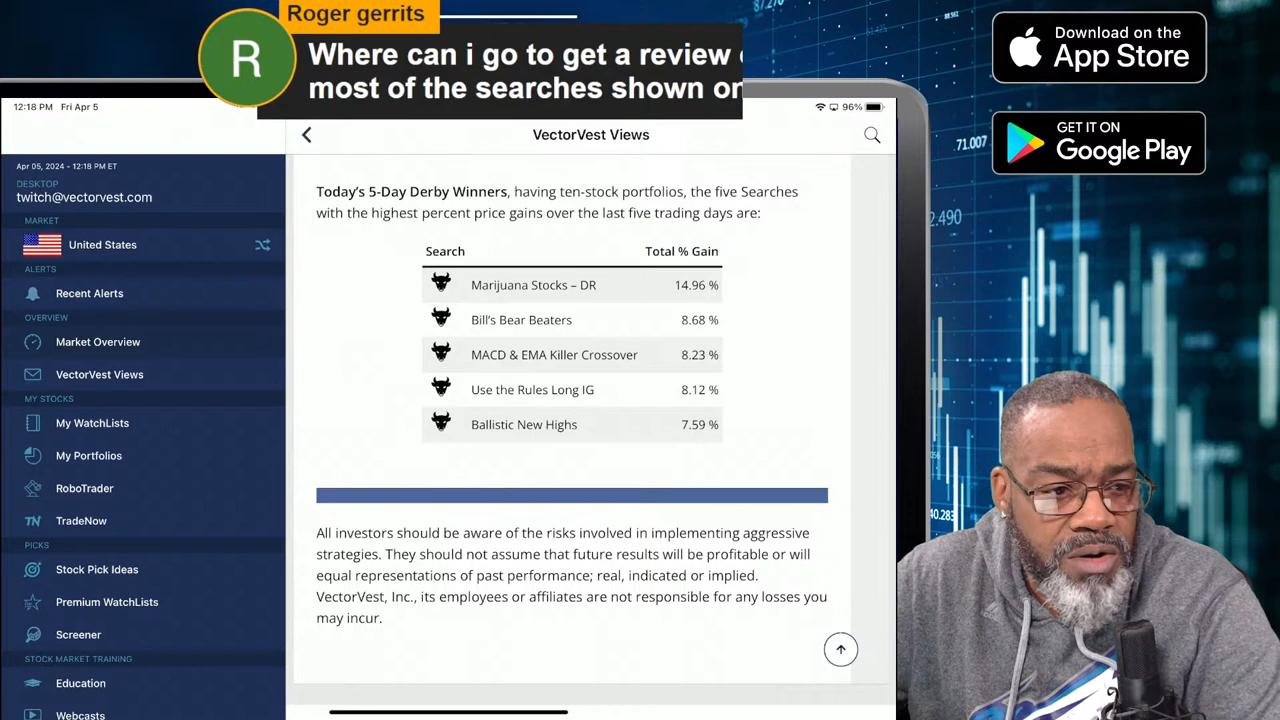 Roger gerrits
R
Where can i go to get a review
most of the searches shown on
Download on the
App Store
GET IT ON
Google Play
12:18 PM Fri Apr 5
96%
VectorVest Views
Apr 05, 2024 - 12:18 PM ET
DESKTOP
twitch@vectorvest.com
MARKET
United States
ALERTS
Recent Alerts
OVERVIEW
Market Overview
VectorVest Views
MY STOCKS
My WatchLists
My Portfolios
RoboTrader
TN TradeNow
PICKS
Stock Pick Ideas
Premium WatchLists
Screener
STOCK MARKET TRAINING
Education
Webcasts
Today's 5-Day Derby Winners, having ten-stock portfolios, the five Searches
with the highest percent price gains over the last five trading days are:
Search Total % Gain
Marijuana Stocks – DR 14.96 %
Bill's Bear Beaters 8.68 %
MACD & EMA Killer Crossover 8.23 %
Use the Rules Long IG 8.12 %
Ballistic New Highs 7.59 %
All investors should be aware of the risks involved in implementing aggressive
strategies. They should not assume that future results will be profitable or will
equal representations of past performance; real, indicated or implied.
VectorVest, Inc., its employees or affiliates are not responsible for any losses you
may incur.
71.007
2.490
40.283